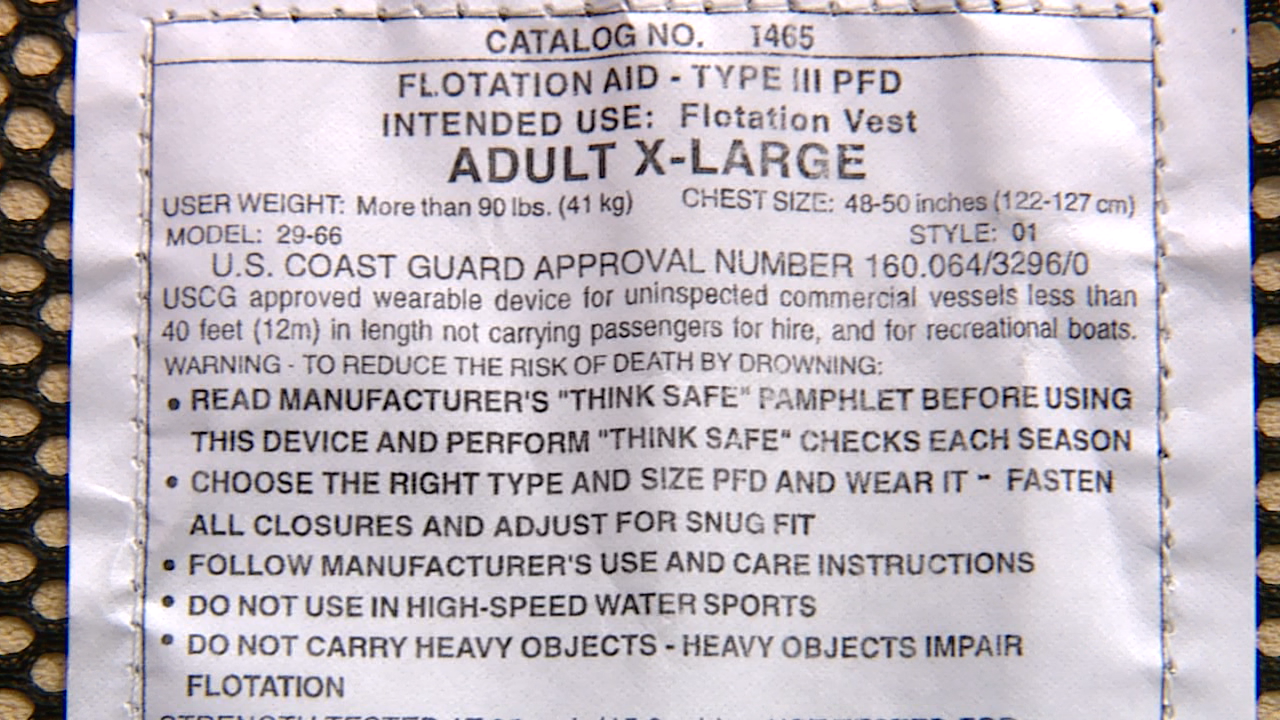 CATALOG NO. 1465
FLOTATION AID - TYPE III PFD
INTENDED USE: Flotation Vest
ADULT X-LARGE
USER WEIGHT: More than 90 lbs. (41 kg) CHEST SIZE: 48-50 inches (122-127 cm)
MODEL: 29-66 STYLE: 01
U.S. COAST GUARD APPROVAL NUMBER 160.064/3296/0
USCG approved wearable device for uninspected commercial vessels less than
40 feet (12m) in length not carrying passengers for hire, and for recreational boats.
WARNING - TO REDUCE THE RISK OF DEATH BY DROWNING:
• READ MANUFACTURER'S "THINK SAFE" PAMPHLET BEFORE USING
THIS DEVICE AND PERFORM "THINK SAFE" CHECKS EACH SEASON
• CHOOSE THE RIGHT TYPE AND SIZE PFD AND WEAR IT - FASTEN
ALL CLOSURES AND ADJUST FOR SNUG FIT
• FOLLOW MANUFACTURER'S USE AND CARE INSTRUCTIONS
• DO NOT USE IN HIGH-SPEED WATER SPORTS
• DO NOT CARRY HEAVY OBJECTS - HEAVY OBJECTS IMPAIR
FLOTATION